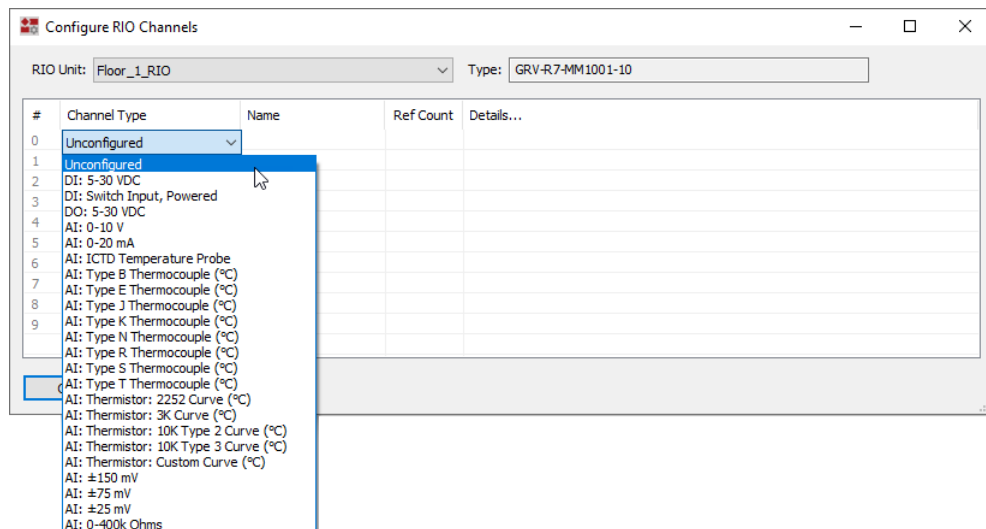 Configure RIO Channels
RIO Unit: Floor_1_RIO Type: GRV-R7-MM1001-10
# Channel Type Name Ref Count Details...
0 Unconfigured
1 Unconfigured
2 DI: 5-30 VDC
3 DI: Switch Input, Powered
DO: 5-30 VDC
4 AI: 0-10 V
5 AI: 0-20 mA
6 AI: ICTD Temperature Probe
AI: Type B Thermocouple (°C)
7 AI: Type E Thermocouple (°C)
8 AI: Type J Thermocouple (°C)
9 AI: Type K Thermocouple (°C)
AI: Type N Thermocouple (°C)
AI: Type R Thermocouple (°C)
AI: Type S Thermocouple (°C)
AI: Type T Thermocouple (°C)
AI: Thermistor: 2252 Curve (°C)
AI: Thermistor: 3K Curve (°C)
AI: Thermistor: 10K Type 2 Curve (°C)
AI: Thermistor: 10K Type 3 Curve (°C)
AI: Thermistor: Custom Curve (°C)
AI: ±150 mV
AI: ±75 mV
AI: ±25 mV
AI: 0-400k Ohms